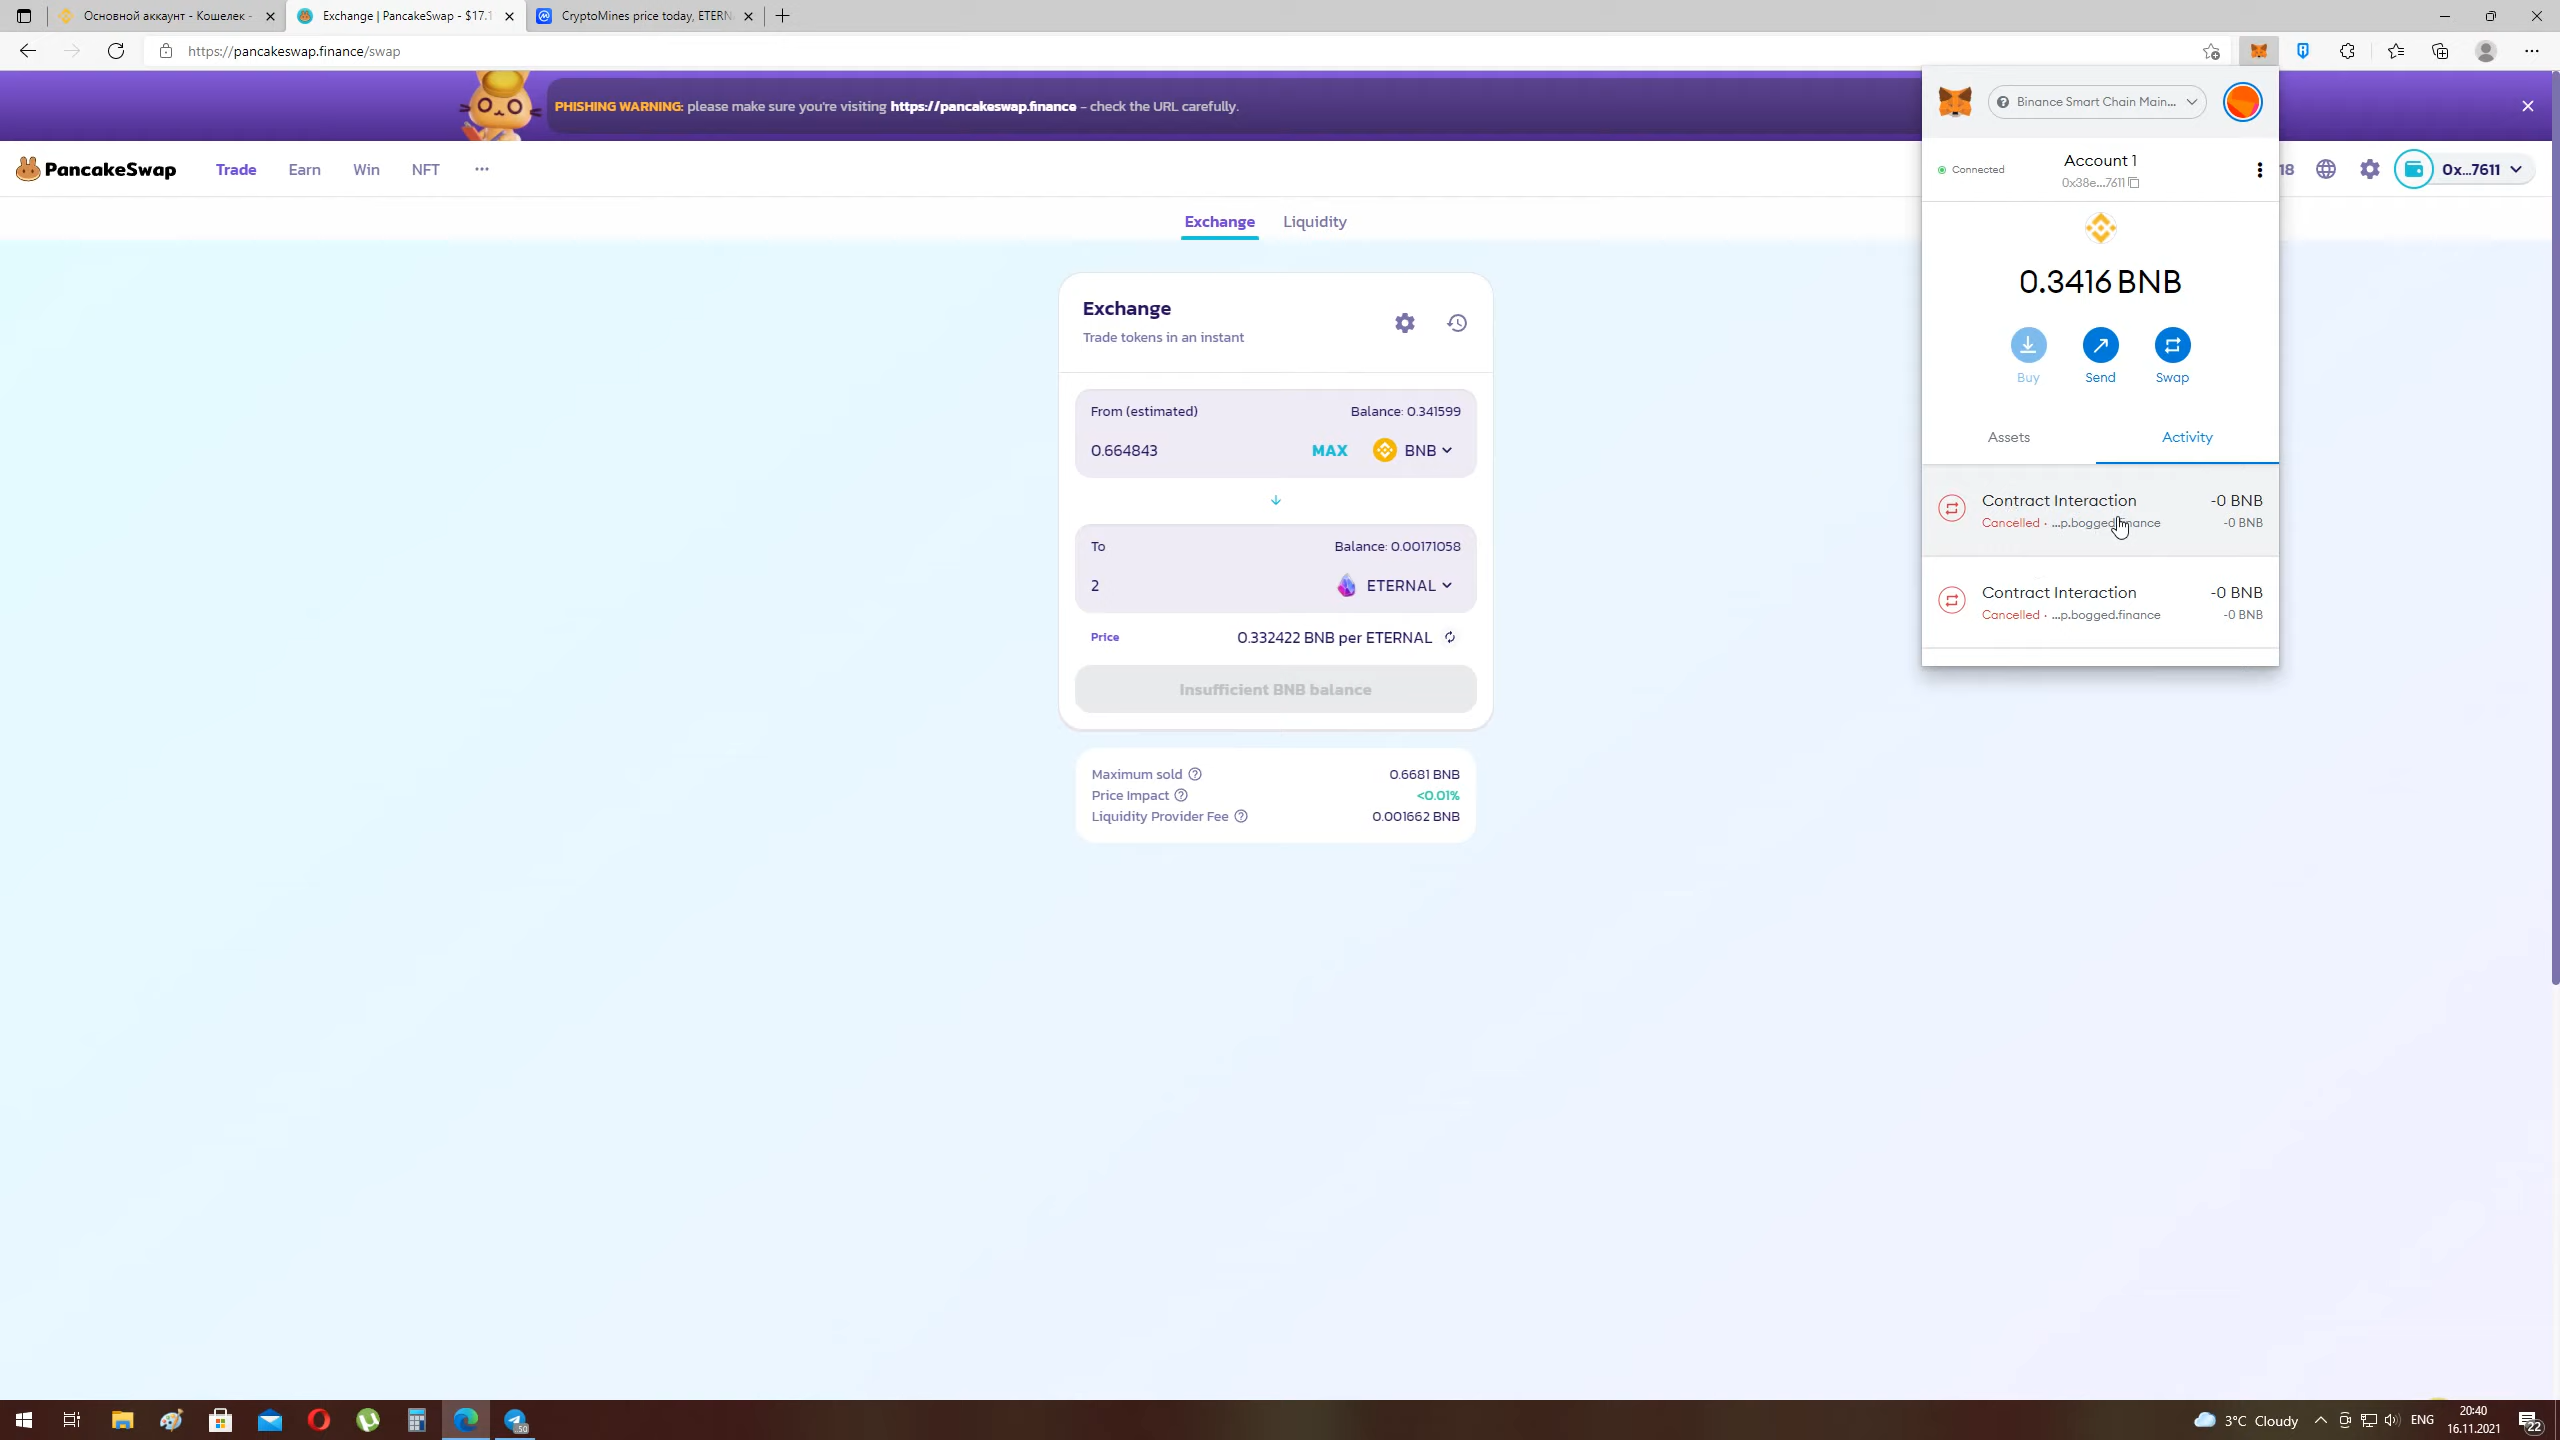 Основной аккаунт - Кошелек -
Exchange | PancakeSwap - $17.1
CryptoMines price today, ETERN
https://pancakeswap.finance/swap
PHISHING WARNING: please make sure you're visiting https://pancakeswap.finance - check the URL carefully.
PancakeSwap
Trade
Earn
Win
NFT
18
0x...7611
Exchange
Liquidity
Exchange
Trade tokens in an instant
From (estimated)
Balance: 0.341599
0.664843
MAX
BNB
To
Balance: 0.00171058
2
ETERNAL
Price
0.332422 BNB per ETERNAL
Insufficient BNB balance
Maximum sold
0.6681 BNB
Price Impact
<0.01%
Liquidity Provider Fee
0.001662 BNB
Binance Smart Chain Main...
Connected
Account 1
0x38e...7611
0.3416 BNB
Buy
Send
Swap
Assets
Activity
Contract Interaction
-0 BNB
Cancelled · ...p.bogged.finance
-0 BNB
Contract Interaction
-0 BNB
Cancelled · ...p.bogged.finance
-0 BNB
3°C Cloudy
ENG
20:40
16.11.2021
22